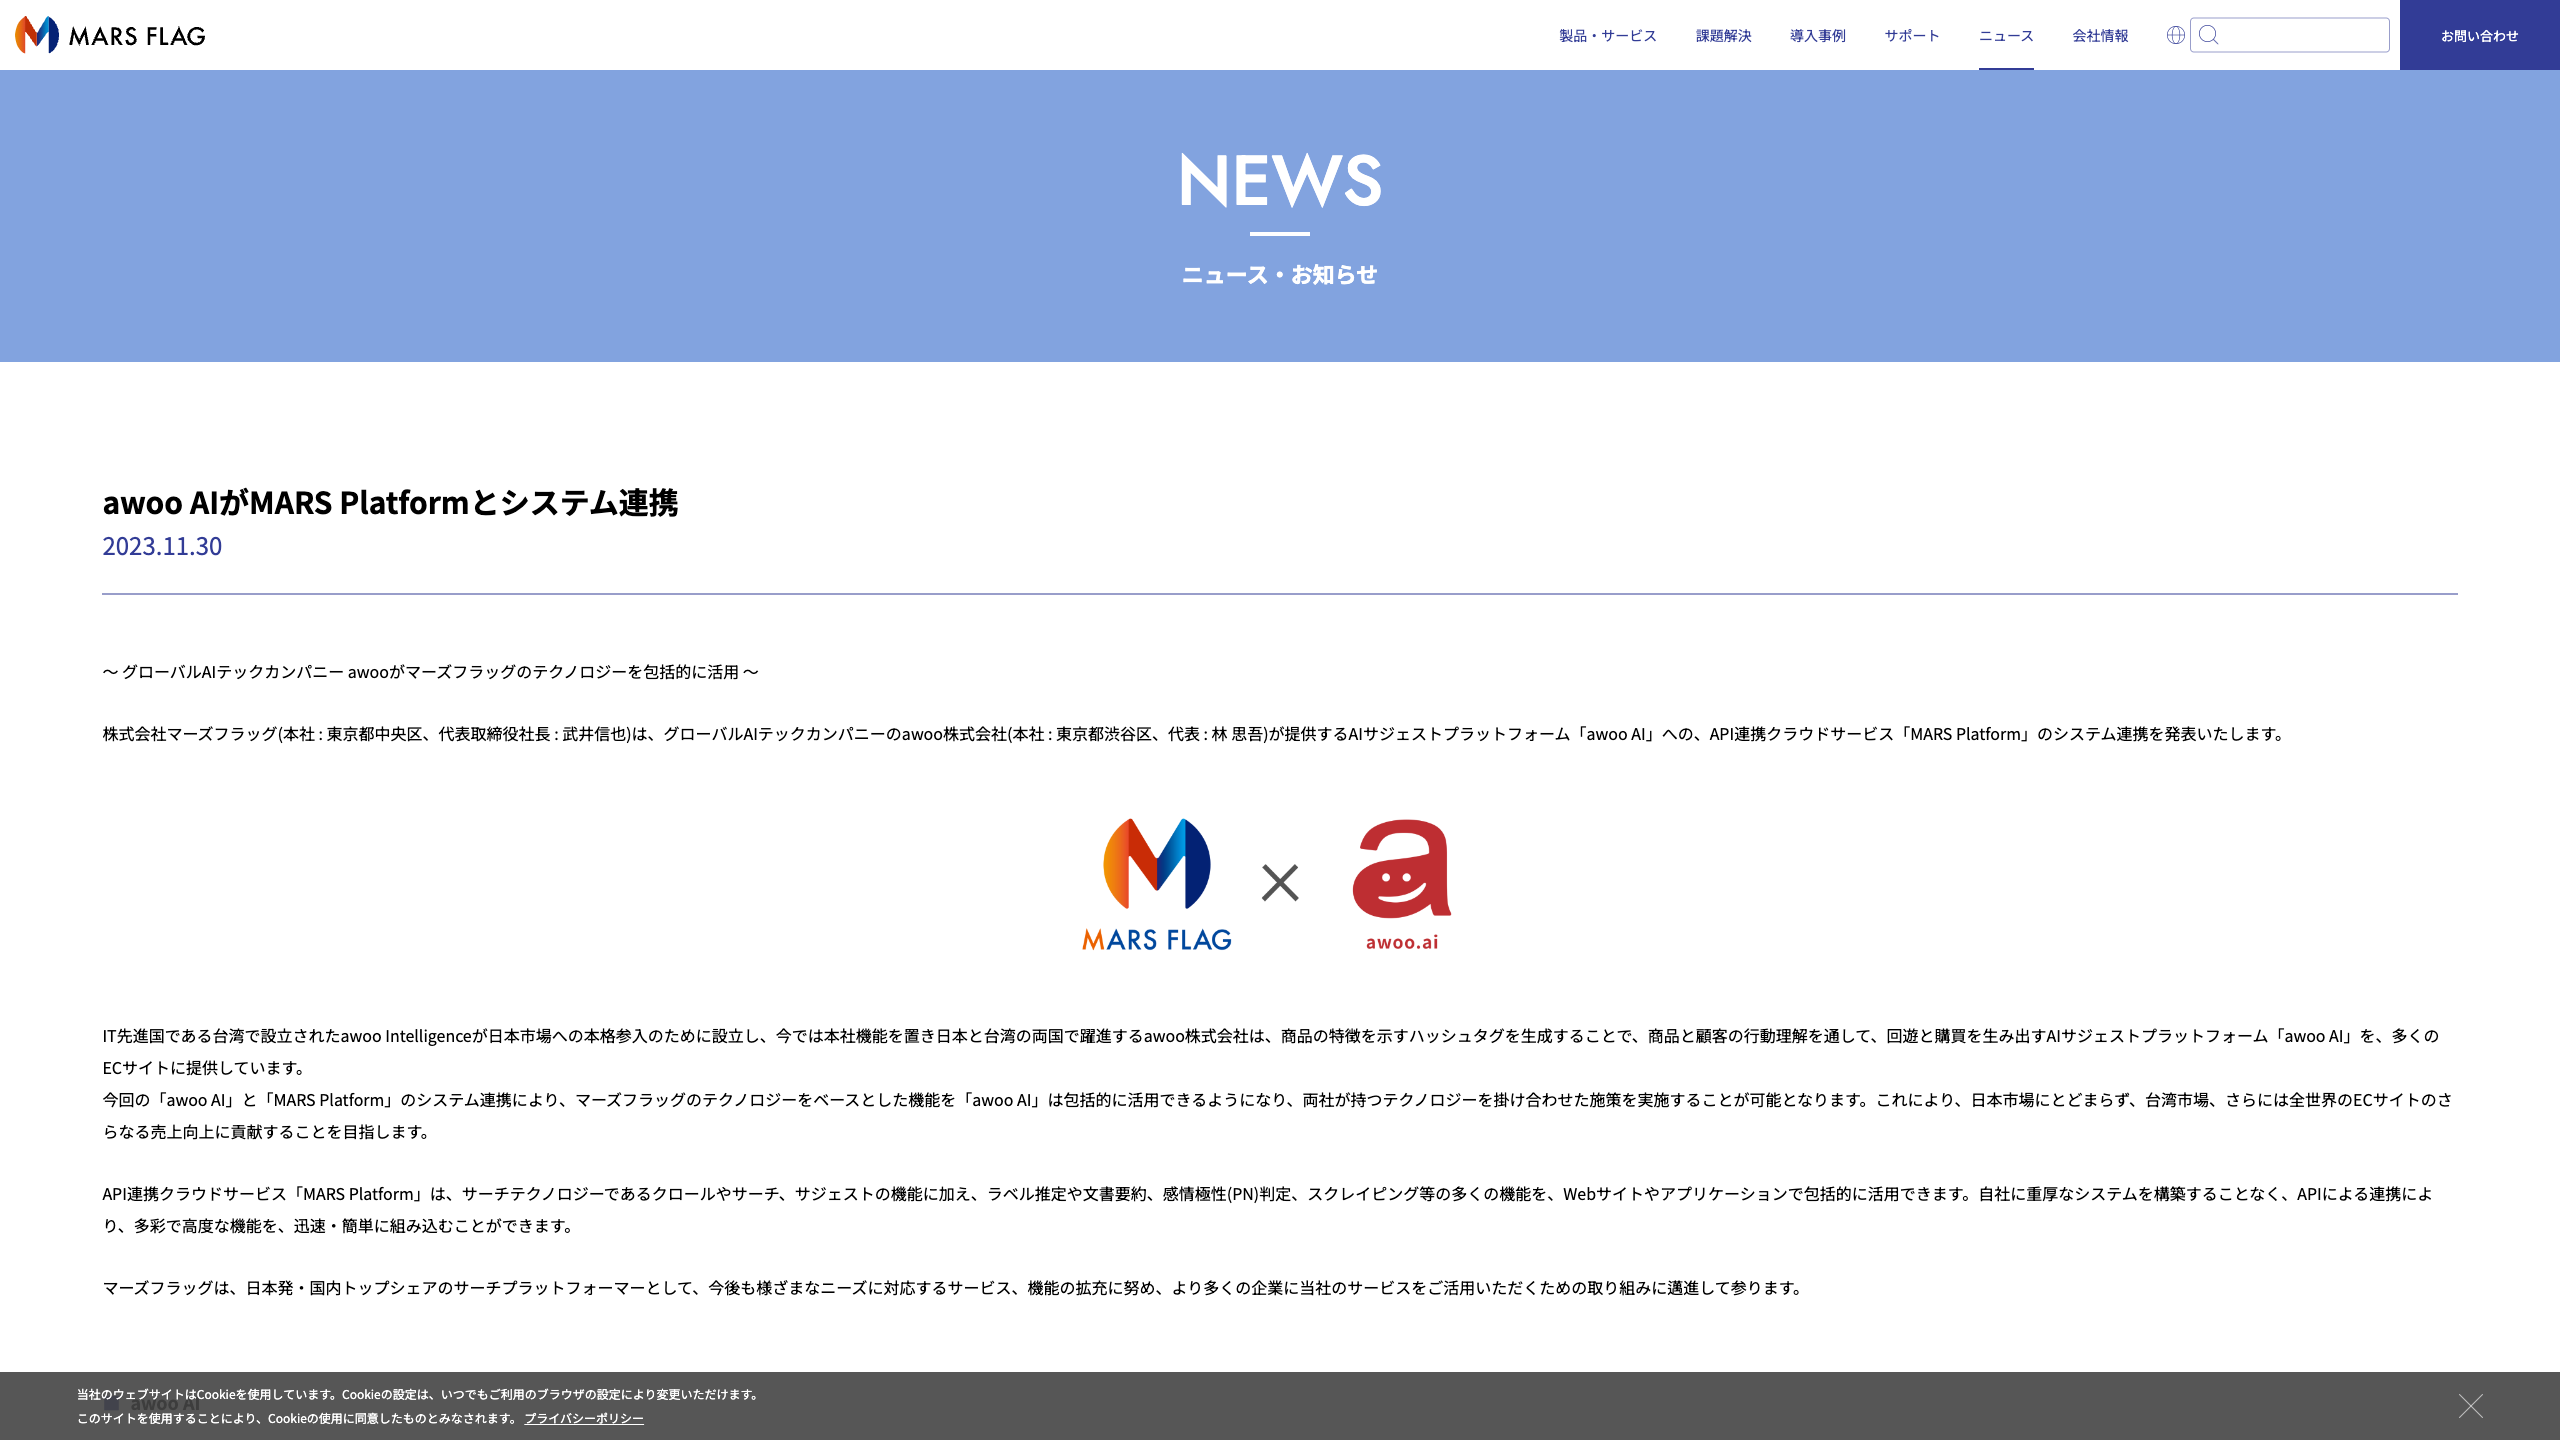 MARS FLAG
製品・サービス
課題解決
導入事例
サポート
ニュース
会社情報
お問い合わせ
NEWS
ニュース・お知らせ
awoo AIがMARS Platformとシステム連携
2023.11.30
～ グローバルAIテックカンパニー awooがマーズフラッグのテクノロジーを包括的に活用 ～
株式会社マーズフラッグ(本社 : 東京都中央区、代表取締役社長 : 武井信也)は、グローバルAIテックカンパニーのawoo株式会社(本社 : 東京都渋谷区、代表 : 林 思吾)が提供するAIサジェストプラットフォーム「awoo AI」への、API連携クラウドサービス「MARS Platform」のシステム連携を発表いたします。
MARS FLAG
awoo.ai
IT先進国である台湾で設立されたawoo Intelligenceが日本市場への本格参入のために設立し、今では本社機能を置き日本と台湾の両国で躍進するawoo株式会社は、商品の特徴を示すハッシュタグを生成することで、商品と顧客の行動理解を通して、回遊と購買を生み出すAIサジェストプラットフォーム「awoo AI」を、多くの
ECサイトに提供しています。
今回の「awoo AI」と「MARS Platform」のシステム連携により、マーズフラッグのテクノロジーをベースとした機能を「awoo AI」は包括的に活用できるようになり、両社が持つテクノロジーを掛け合わせた施策を実施することが可能となります。これにより、日本市場にとどまらず、台湾市場、さらには全世界のECサイトのさ
らなる売上向上に貢献することを目指します。
API連携クラウドサービス「MARS Platform」は、サーチテクノロジーであるクロールやサーチ、サジェストの機能に加え、ラベル推定や文書要約、感情極性(PN)判定、スクレイピング等の多くの機能を、Webサイトやアプリケーションで包括的に活用できます。自社に重厚なシステムを構築することなく、APIによる連携によ
り、多彩で高度な機能を、迅速・簡単に組み込むことができます。
マーズフラッグは、日本発・国内トップシェアのサーチプラットフォーマーとして、今後も様ざまなニーズに対応するサービス、機能の拡充に努め、より多くの企業に当社のサービスをご活用いただくための取り組みに邁進して参ります。
当社のウェブサイトはCookieを使用しています。Cookieの設定は、いつでもご利用のブラウザの設定により変更いただけます。
awoo AI
このサイトを使用することにより、Cookieの使用に同意したものとみなされます。 プライバシーポリシー